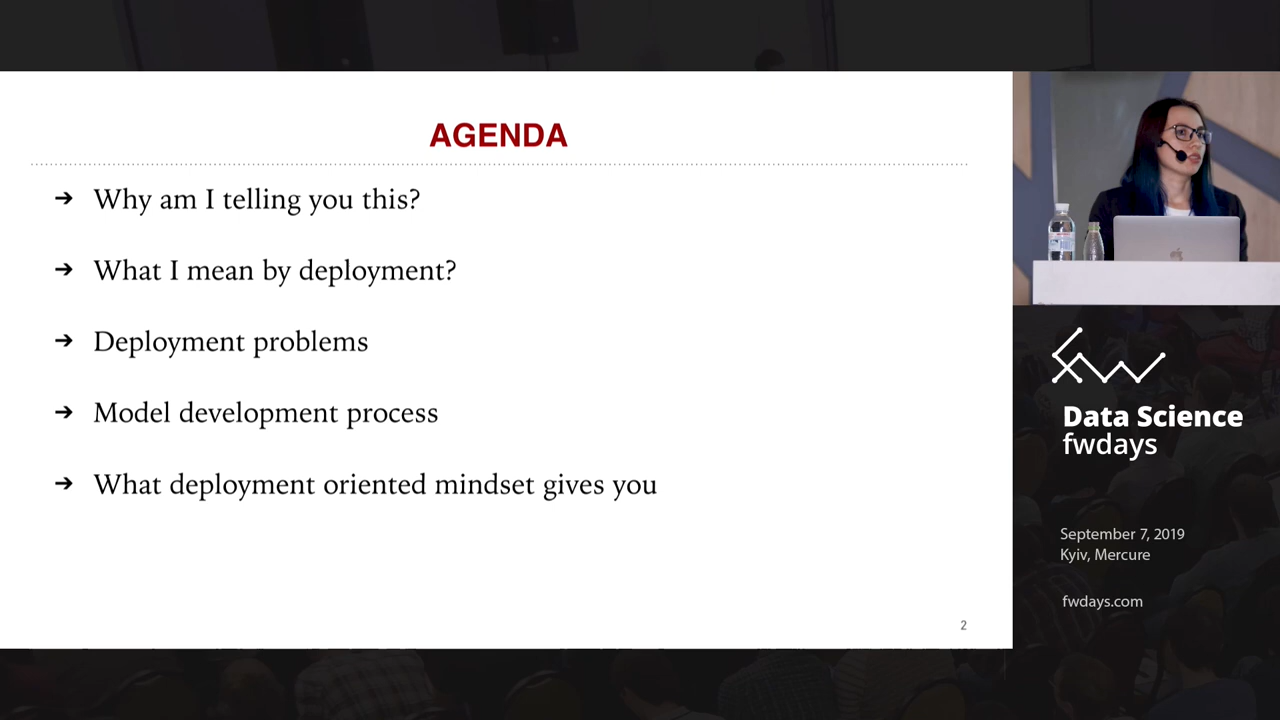 AGENDA
➔ Why am I telling you this?
➔ What I mean by deployment?
➔ Deployment problems
➔ Model development process
➔ What deployment oriented mindset gives you
2
Data Science
fwdays
September 7, 2019
Kyiv, Mercure
fwdays.com